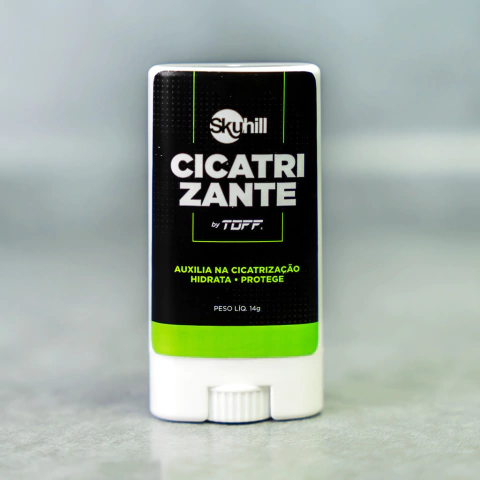 Skyhill
CICATRI
ZANTE
by TOFF
AUXILIA NA CICATRIZAÇÃO
HIDRATA • PROTEGE
PESO LÍQ. 14g